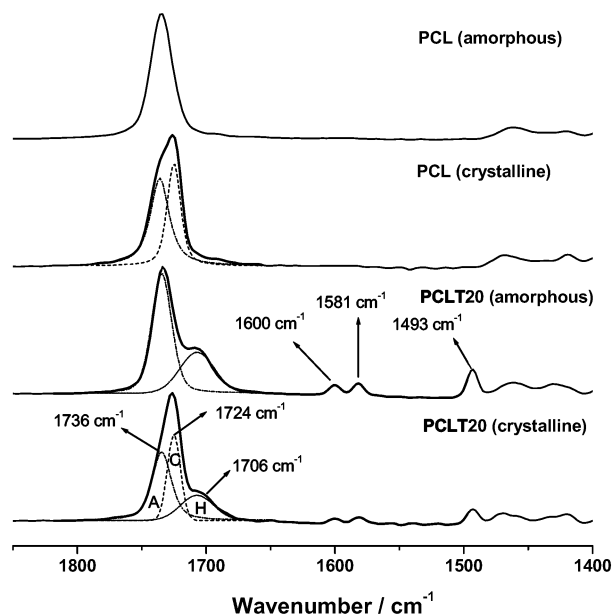 PCL (amorphous)
PCL (crystalline)
PCLT20 (amorphous)
1600 cm⁻¹
1581 cm⁻¹
1493 cm⁻¹
PCLT20 (crystalline)
1736 cm⁻¹
1724 cm⁻¹
1706 cm⁻¹
A
C
H
1800 1700 1600 1500 1400
Wavenumber / cm⁻¹